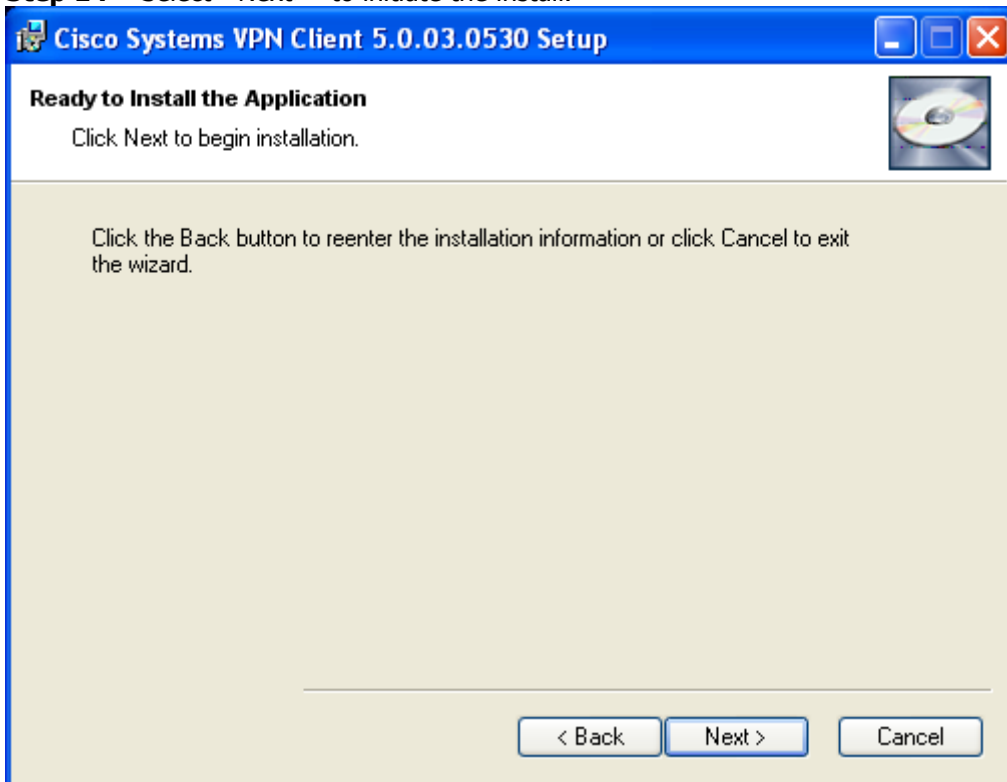 Cisco Systems VPN Client 5.0.03.0530 Setup
Ready to Install the Application
Click Next to begin installation.
Click the Back button to reenter the installation information or click Cancel to exit
the wizard.
< Back Next > Cancel